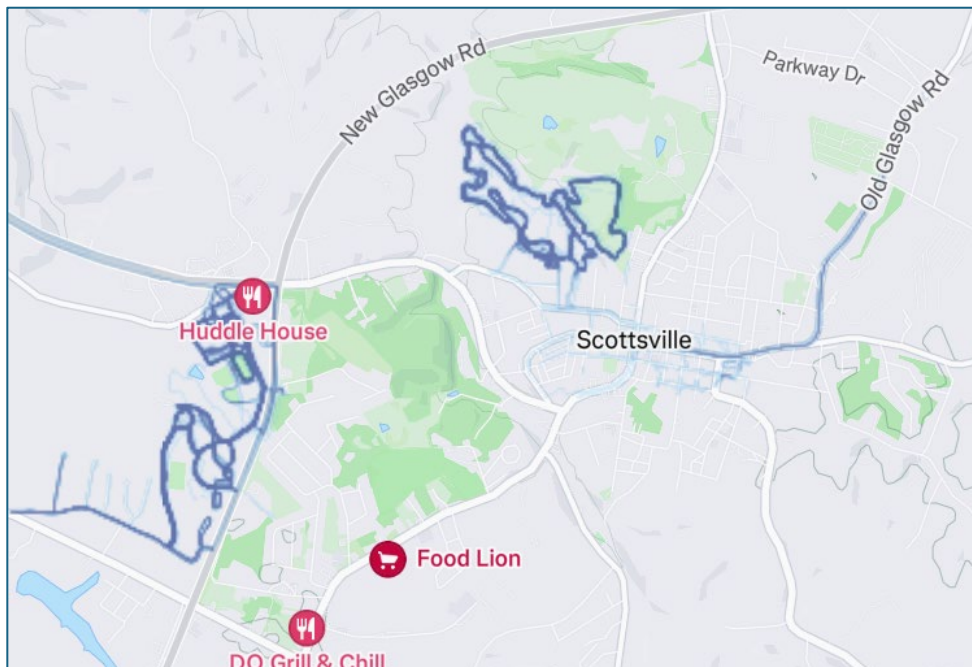 New Glasgow Rd
Parkway Dr
Old Glasgow Rd
Huddle House
Scottsville
Food Lion
DQ Grill & Chill